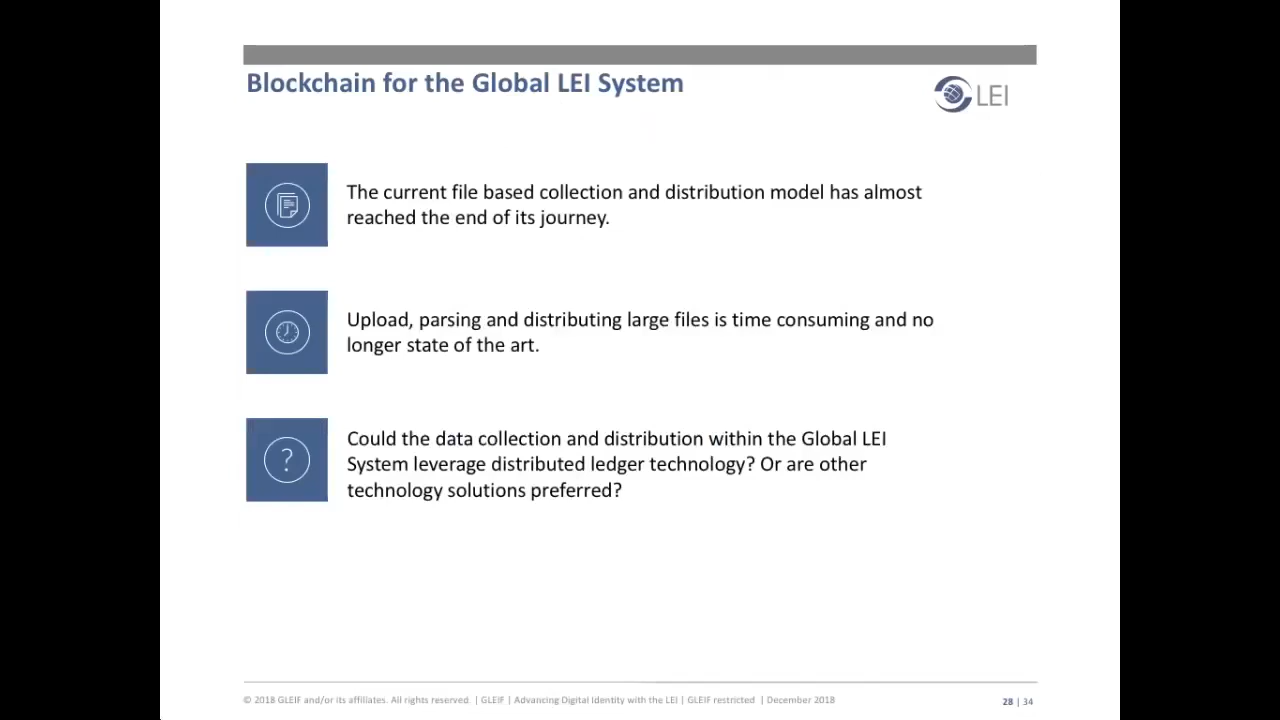 Blockchain for the Global LEI System
LEI
The current file based collection and distribution model has almost
reached the end of its journey.
Upload, parsing and distributing large files is time consuming and no
longer state of the art.
?
Could the data collection and distribution within the Global LEI
System leverage distributed ledger technology? Or are other
technology solutions preferred?
© 2018 GLEIF and/or its affiliates. All rights reserved. | GLEIF | Advancing Digital Identity with the LEI | GLEIF restricted | December 2018
28 | 34